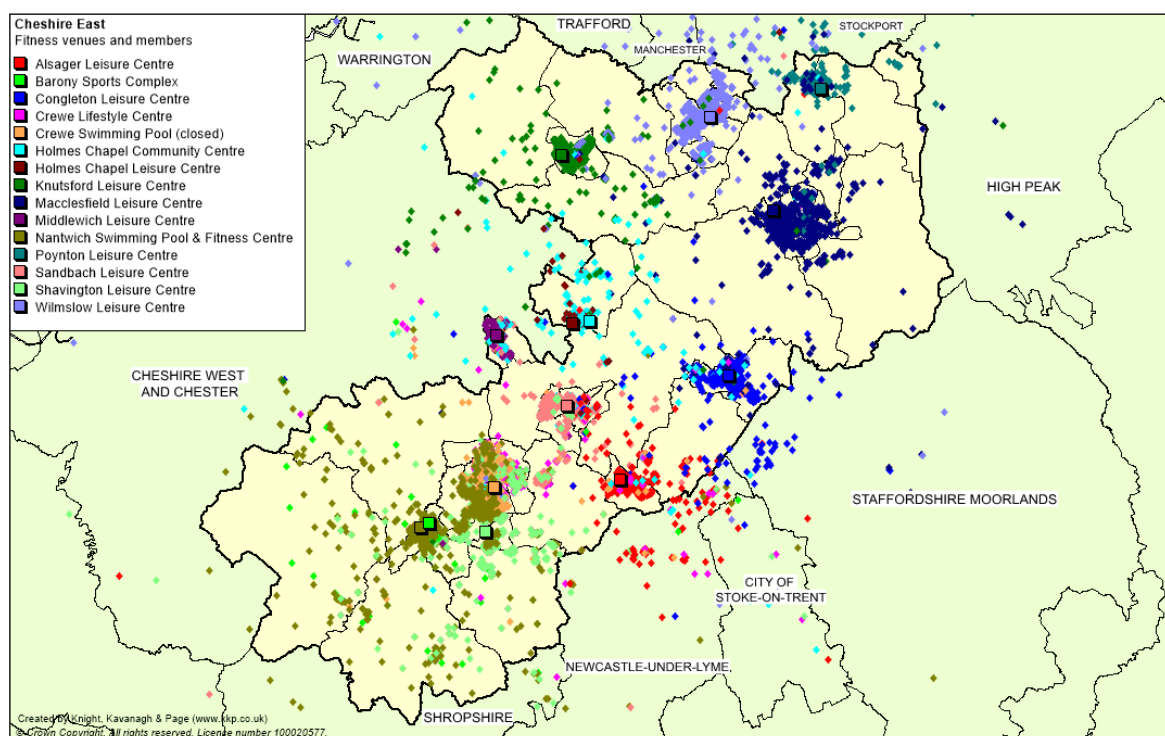 Cheshire East
Fitness venues and members
Alsager Leisure Centre
Barony Sports Complex
Congleton Leisure Centre
Crewe Lifestyle Centre
Crewe Swimming Pool (closed)
Holmes Chapel Community Centre
Holmes Chapel Leisure Centre
Knutsford Leisure Centre
Macclesfield Leisure Centre
Middlewich Leisure Centre
Nantwich Swimming Pool & Fitness Centre
Poynton Leisure Centre
Sandbach Leisure Centre
Shavington Leisure Centre
Wilmslow Leisure Centre
TRAFFORD
STOCKPORT
MANCHESTER
WARRINGTON
HIGH PEAK
CHESHIRE WEST
AND CHESTER
STAFFORDSHIRE MOORLANDS
CITY OF
STOKE-ON-TRENT
NEWCASTLE-UNDER-LYME
SHROPSHIRE
Created by Knight, Kavanagh & Page (www.kkp.co.uk)
© Crown Copyright. All rights reserved. Licence number 100020577.